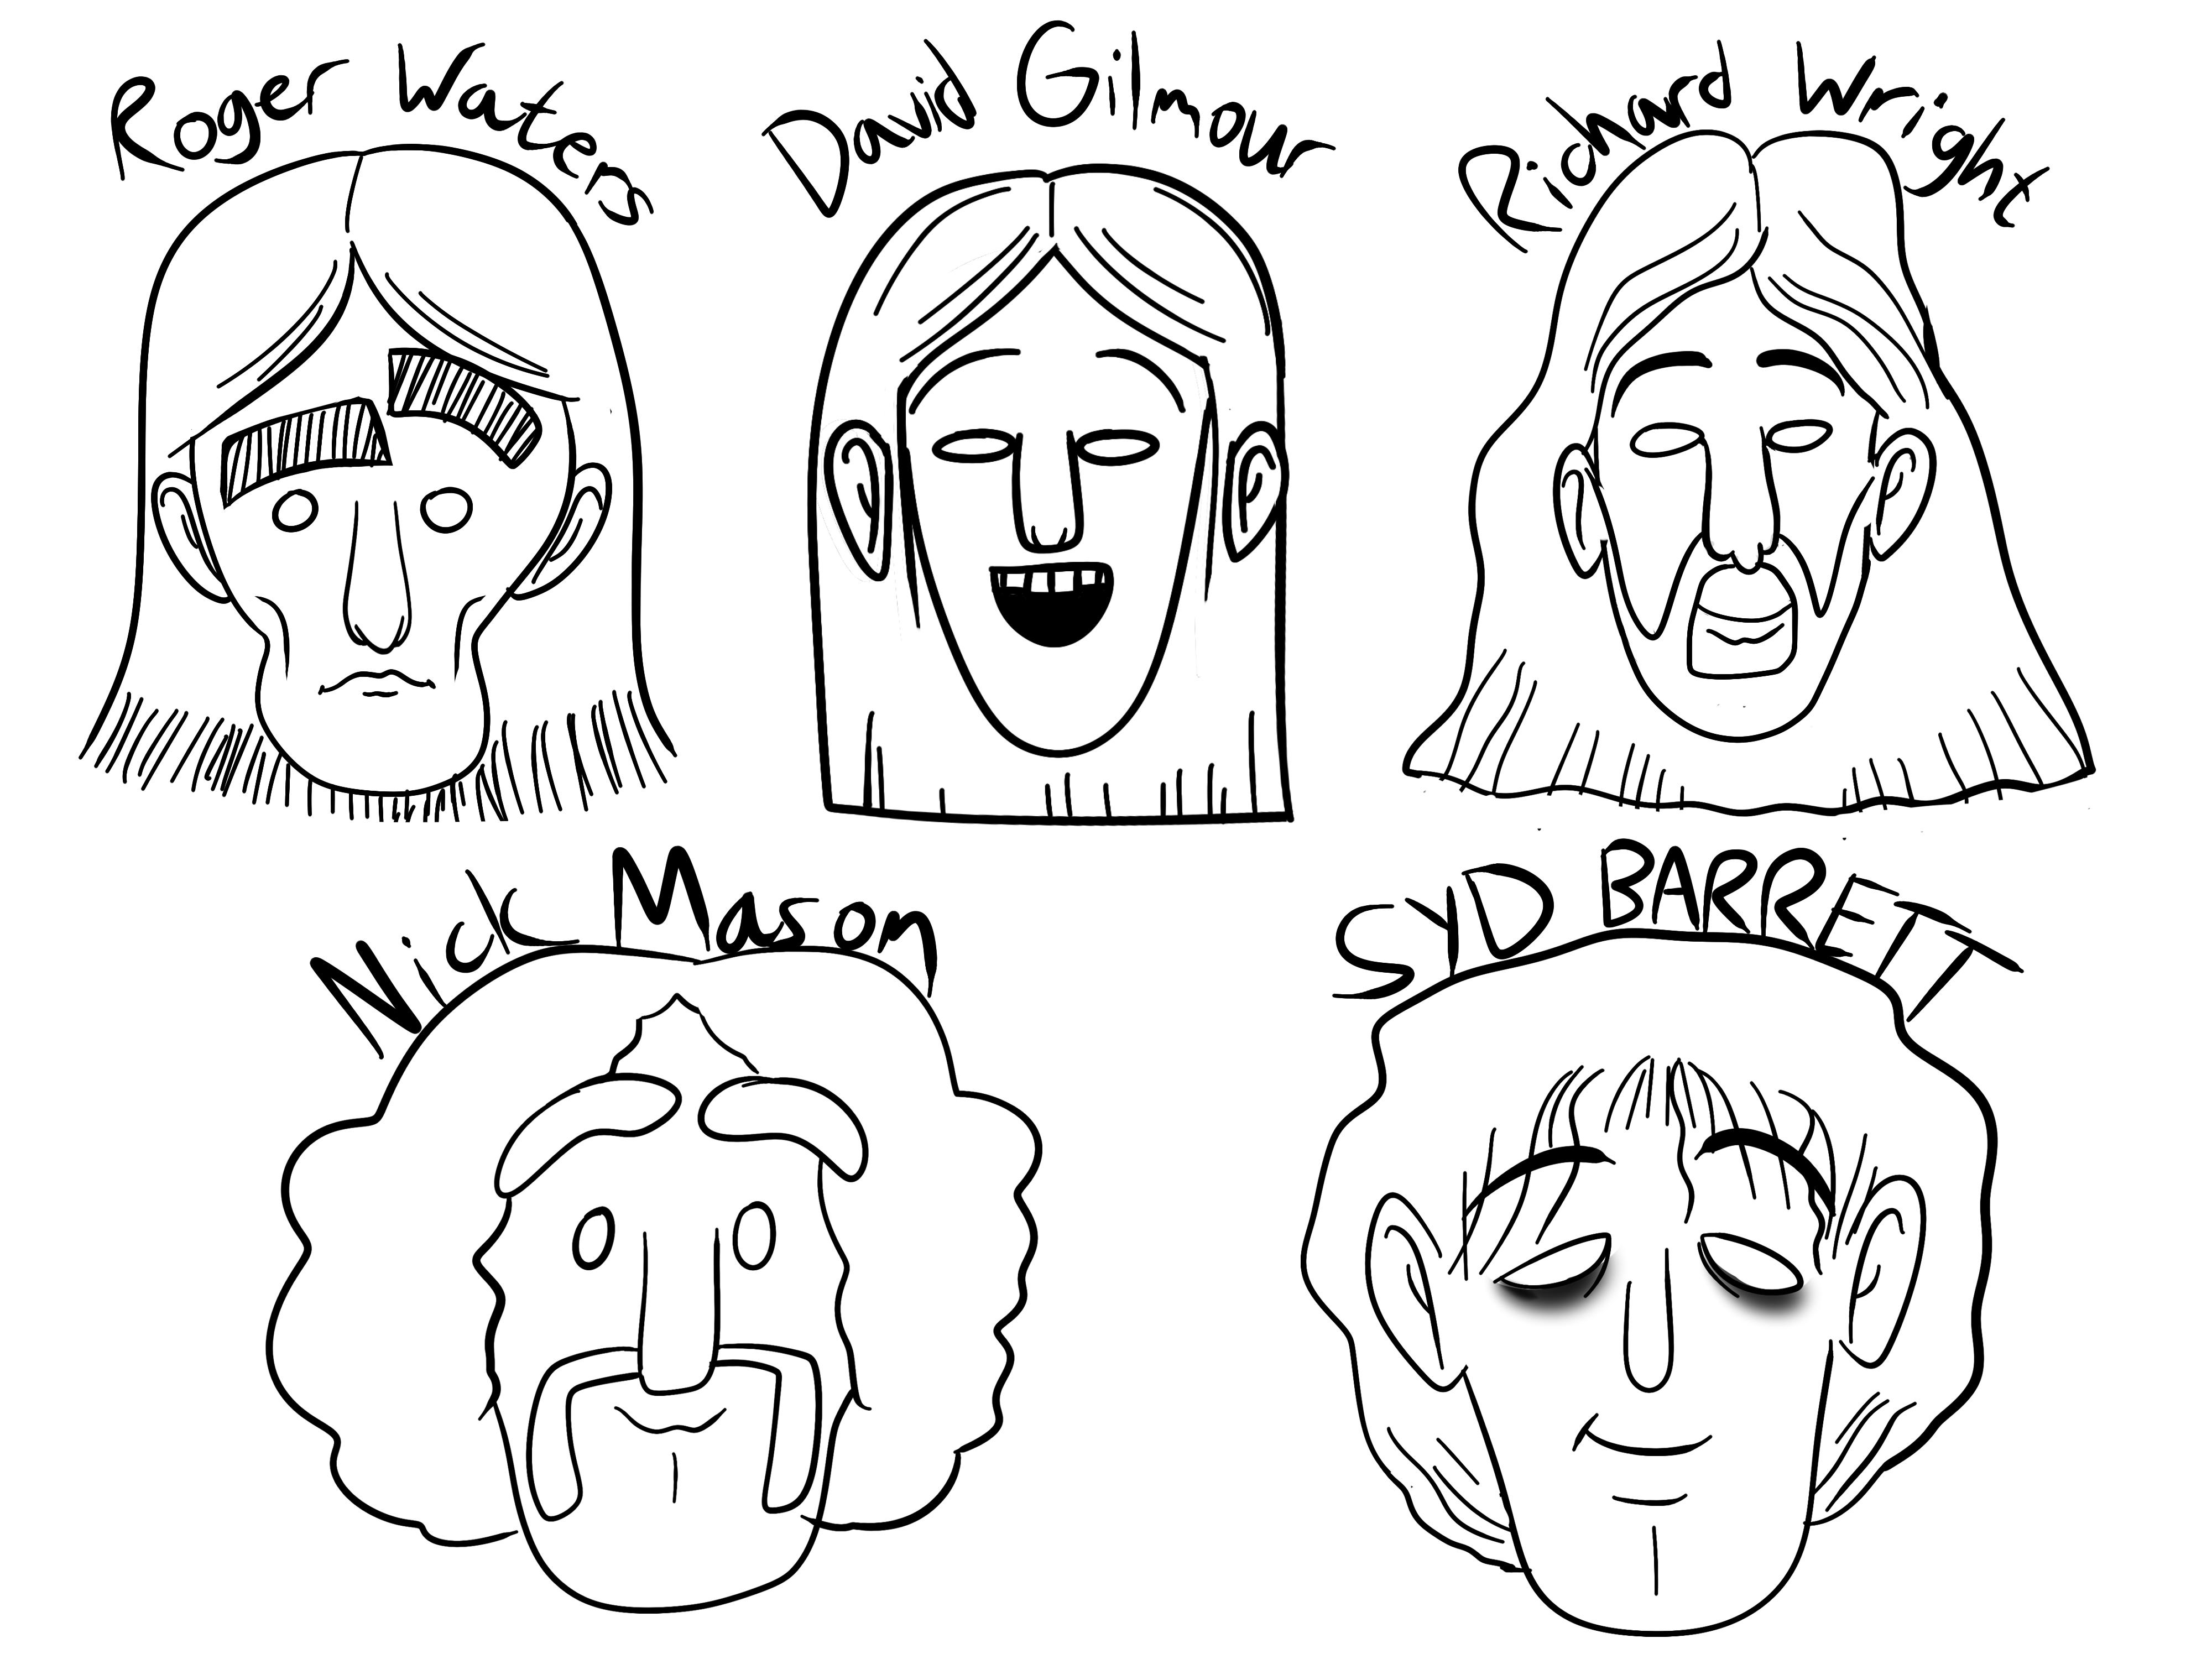 Roger Waters
David Gilmour
Richard Wright
Nick Mason
SYD BARRETT